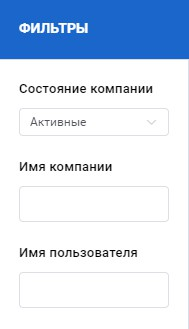 ФИЛЬТРЫ
Состояние компании
Активные
Имя компании
Имя пользователя